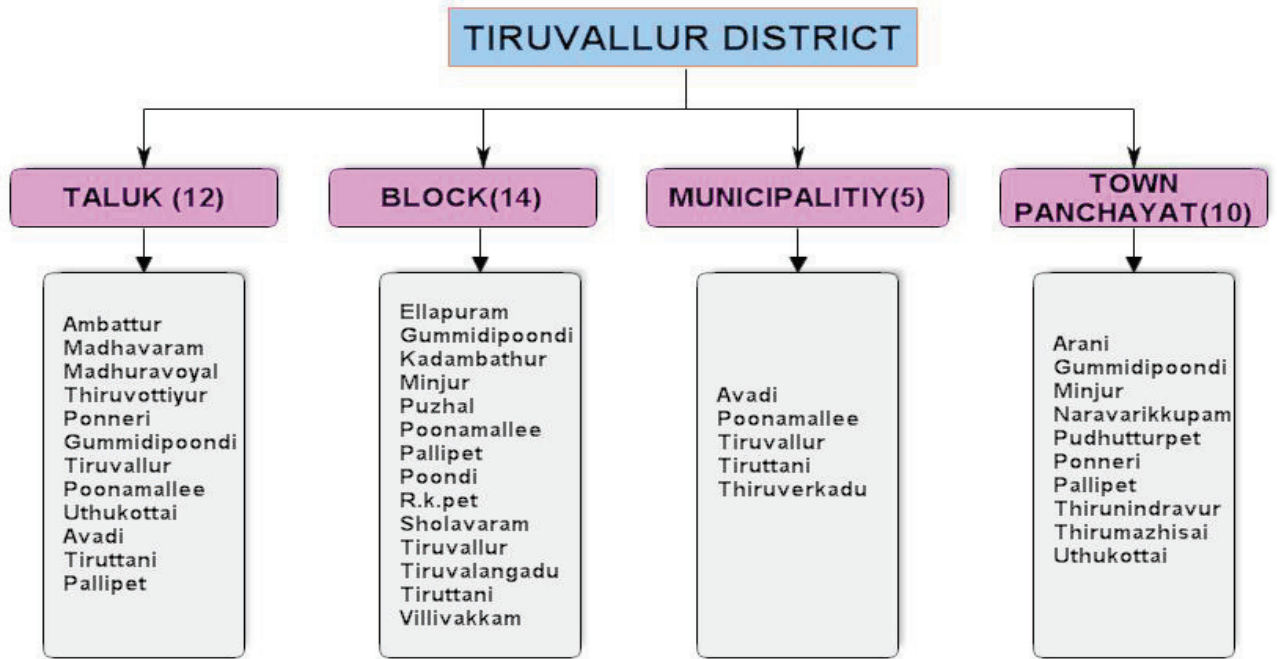 TIRUVALLUR DISTRICT
TALUK (12)
Ambattur
Madhavaram
Madhuravoyal
Thiruvottiyur
Ponneri
Gummidipoondi
Tiruvallur
Poonamallee
Uthukottai
Avadi
Tiruttani
Pallipet
BLOCK(14)
Ellapuram
Gummidipoondi
Kadambathur
Minjur
Puzhal
Poonamallee
Pallipet
Poondi
R.k.pet
Sholavaram
Tiruvallur
Tiruvalangadu
Tiruttani
Villivakkam
MUNICIPALITIY(5)
Avadi
Poonamallee
Tiruvallur
Tiruttani
Thiruverkadu
TOWN
PANCHAYAT(10)
Arani
Gummidipoondi
Minjur
Naravarikkupam
Pudhutturpet
Ponneri
Pallipet
Thirunindravur
Thirumazhisai
Uthukottai